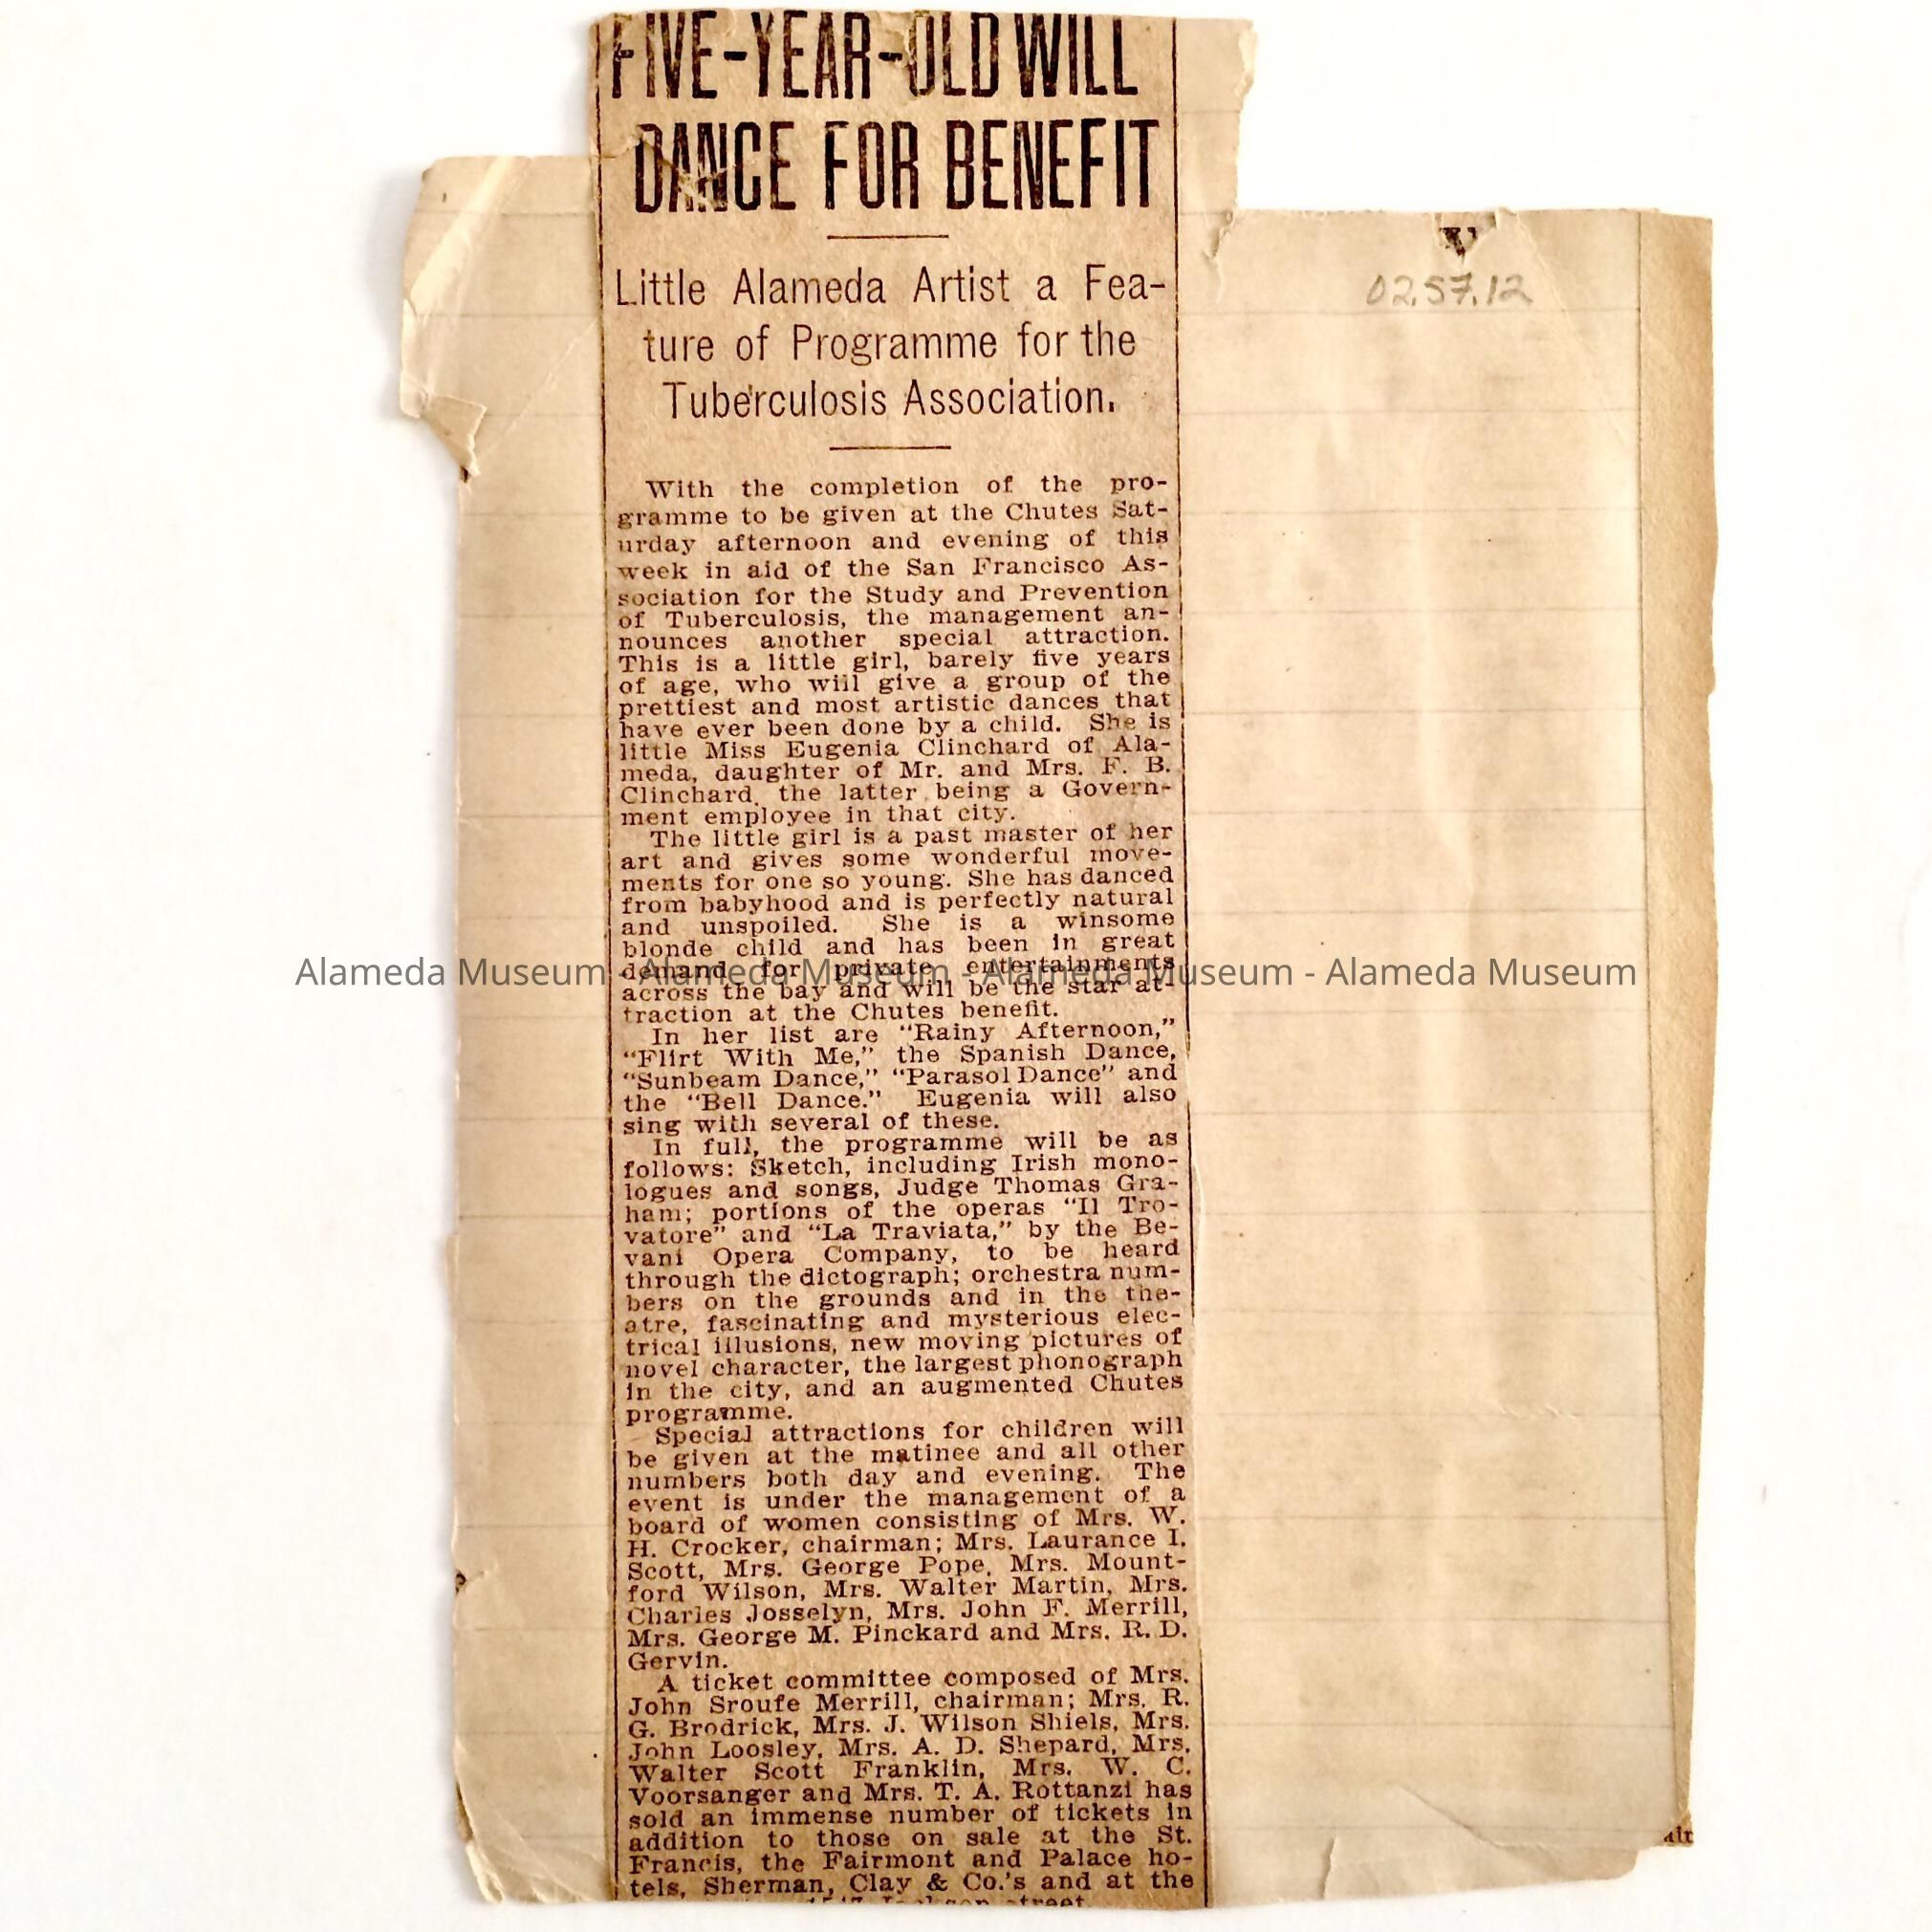 FIVE-YEAR-OLD WILL
DANCE FOR BENEFIT
Little Alameda Artist a Fea-
ture of Programme for the
Tuberculosis Association.
With the completion of the pro-
gramme to be given at the Chutes Sat-
urday afternoon and evening of this
week in aid of the San Francisco As-
sociation for the Study and Prevention
of Tuberculosis, the management an-
nounces another special attraction.
This is a little girl, barely five years
of age, who will give a group of the
prettiest and most artistic dances that
have ever been done by a child. She is
little Miss Eugenia Clinchard of Ala-
meda, daughter of Mr. and Mrs. F. B.
Clinchard, the latter being a Govern-
ment employee in that city.
The little girl is a past master of her
art and gives some wonderful move-
ments for one so young. She has danced
from babyhood and is perfectly natural
and unspoiled. She is a winsome
blonde child and has been in great
demand for private entertainments
across the bay and will be the star at-
traction at the Chutes benefit.
In her list are "Rainy Afternoon,"
"Flirt With Me," the Spanish Dance,
"Sunbeam Dance," "Parasol Dance" and
the "Bell Dance." Eugenia will also
sing with several of these.
In full, the programme will be as
follows: Sketch, including Irish mono-
logues and songs, Judge Thomas Gra-
ham; portions of the operas "Il Tro-
vatore" and "La Traviata," by the Be-
vani Opera Company, to be heard
through the dictograph; orchestra num-
bers on the grounds and in the the-
atre, fascinating and mysterious elec-
trical illusions, new moving pictures of
novel character, the largest phonograph
in the city, and an augmented Chutes
programme.
Special attractions for children will
be given at the matinee and all other
numbers both day and evening. The
event is under the management of a
board of women consisting of Mrs. W.
H. Crocker, chairman; Mrs. Laurance I.
Scott, Mrs. George Pope, Mrs. Mount-
ford Wilson, Mrs. Walter Martin, Mrs.
Charles Josselyn, Mrs. John F. Merrill,
Mrs. George M. Pinckard and Mrs. R. D.
Gervin.
A ticket committee composed of Mrs.
John Sroufe Merrill, chairman; Mrs. R.
G. Brodrick, Mrs. J. Wilson Shiels, Mrs.
John Loosley, Mrs. A. D. Shepard, Mrs.
Walter Scott Franklin, Mrs. W. C.
Voorsanger and Mrs. T. A. Rottanzi has
sold an immense number of tickets in
addition to those on sale at the St.
Francis, the Fairmont and Palace ho-
tels, Sherman, Clay & Co.'s and at the
Jackson street.
V
02.57.12
Alameda Museum - Alameda Museum - Alameda Museum - Alameda Museum